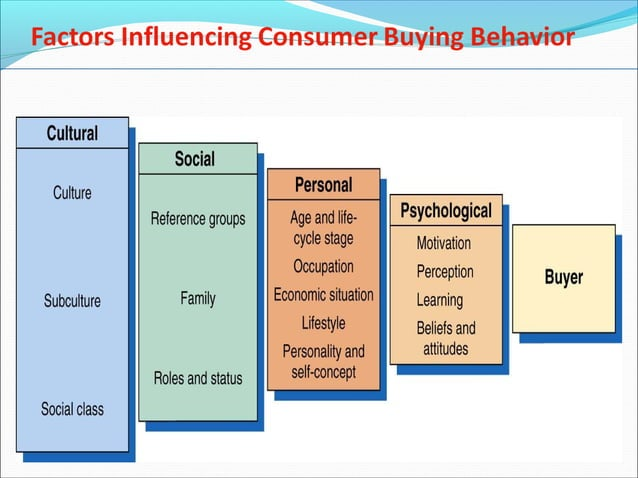 Factors Influencing Consumer Buying Behavior
Cultural
Culture
Subculture
Social class
Social
Reference groups
Family
Roles and status
Personal
Age and life-
cycle stage
Occupation
Economic situation
Lifestyle
Personality and
self-concept
Psychological
Motivation
Perception
Learning
Beliefs and
attitudes
Buyer